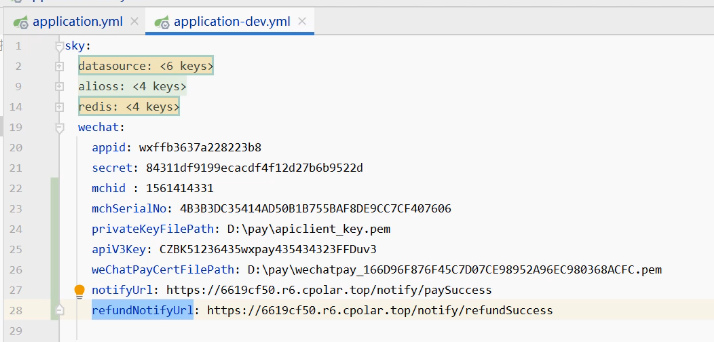 application.yml × application-dev.yml ×
1 sky:
2 datasource: <6 keys>
9 alioss: <4 keys>
14 redis: <4 keys>
19 wechat:
20 appid: wxffb3637a228223b8
21 secret: 84311df9199ecacdf4f12d27b6b9522d
22 mchid : 1561414331
23 mchSerialNo: 4B3B3DC35414AD50B1B755BAF8DE9CC7CF407606
24 privateKeyFilePath: D:\pay\apiclient_key.pem
25 apiV3Key: CZBK51236435wxpay435434323FFDuv3
26 weChatPayCertFilePath: D:\pay\wechatpay_166D96F876F45C7D07CE98952A96EC980368ACFC.pem
27 notifyUrl: https://6619cf50.r6.cpolar.top/notify/paySuccess
28 refundNotifyUrl: https://6619cf50.r6.cpolar.top/notify/refundSuccess
29